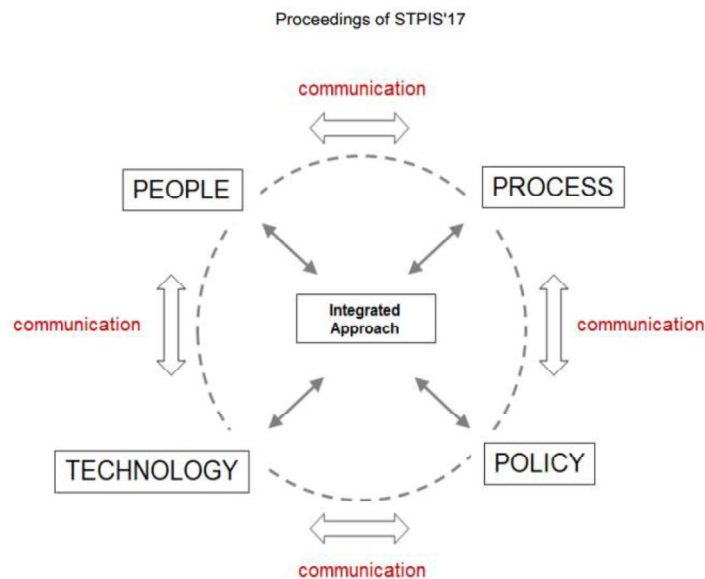 Proceedings of STPIS'17
communication
PEOPLE
PROCESS
communication
Integrated
Approach
communication
TECHNOLOGY
POLICY
communication